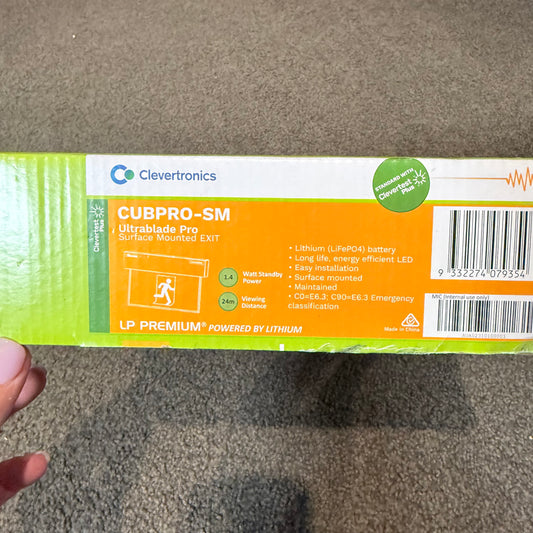 Clevertronics
STANDARD WITH
Clevertest
Plus
Clevertest
Plus
CUBPRO-SM
Ultrablade Pro
Surface Mounted EXIT
1.4
Watt Standby
Power
24m
Viewing
Distance
• Lithium (LiFePO4) battery
• Long life, energy efficient LED
• Easy installation
• Surface mounted
• Maintained
• C0=E6.3; C90=E6.3 Emergency
classification
LP PREMIUM® POWERED BY LITHIUM
Made in China
9 332274 079354
MIC (Internal use only)